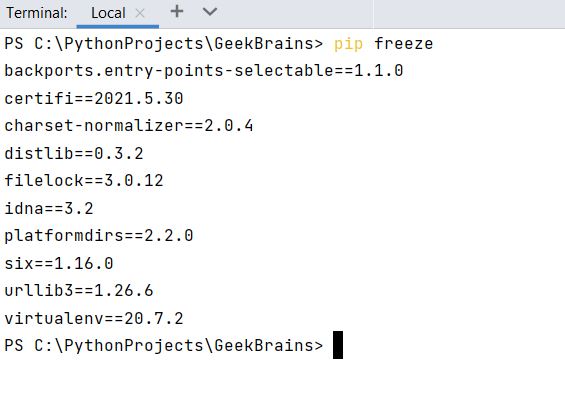 Terminal: Local × + ⌄
PS C:\PythonProjects\GeekBrains> pip freeze
backports.entry-points-selectable==1.1.0
certifi==2021.5.30
charset-normalizer==2.0.4
distlib==0.3.2
filelock==3.0.12
idna==3.2
platformdirs==2.2.0
six==1.16.0
urllib3==1.26.6
virtualenv==20.7.2
PS C:\PythonProjects\GeekBrains>